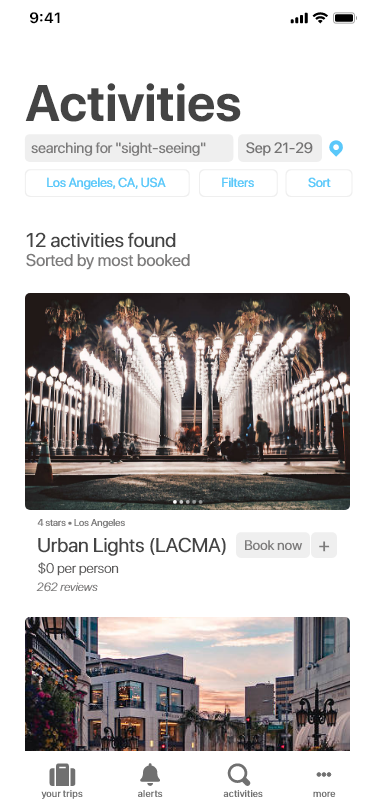 9:41
Activities
searching for "sight-seeing" Sep 21-29
Los Angeles, CA, USA Filters Sort
12 activities found
Sorted by most booked
4 stars • Los Angeles
Urban Lights (LACMA) Book now +
$0 per person
262 reviews
your trips alerts activities more